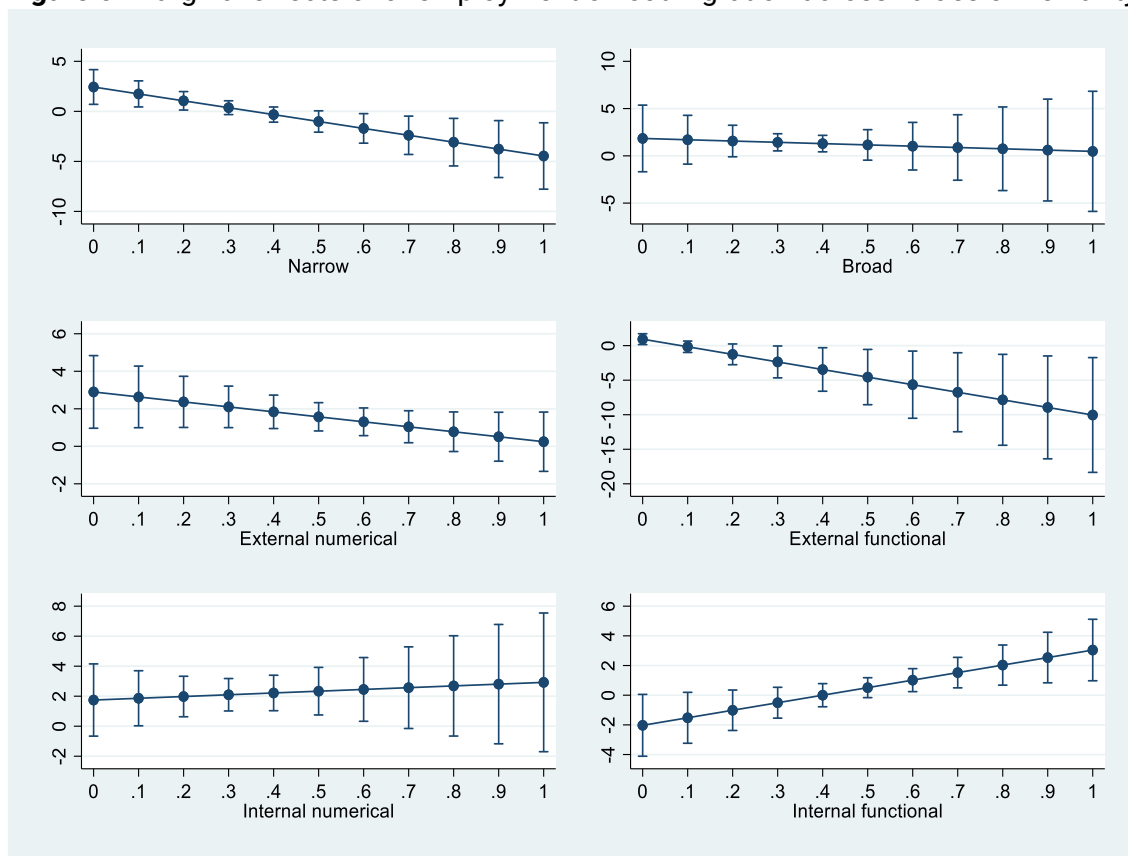 5 0 -5 -10
0 .1 .2 .3 .4 .5 .6 .7 .8 .9 1
Narrow
10 5 0 -5
0 .1 .2 .3 .4 .5 .6 .7 .8 .9 1
Broad
6 4 2 0 -2
0 .1 .2 .3 .4 .5 .6 .7 .8 .9 1
External numerical
0 -5 -10 -15 -20
0 .1 .2 .3 .4 .5 .6 .7 .8 .9 1
External functional
8 6 4 2 0 -2
0 .1 .2 .3 .4 .5 .6 .7 .8 .9 1
Internal numerical
6 4 2 0 -2 -4
0 .1 .2 .3 .4 .5 .6 .7 .8 .9 1
Internal functional